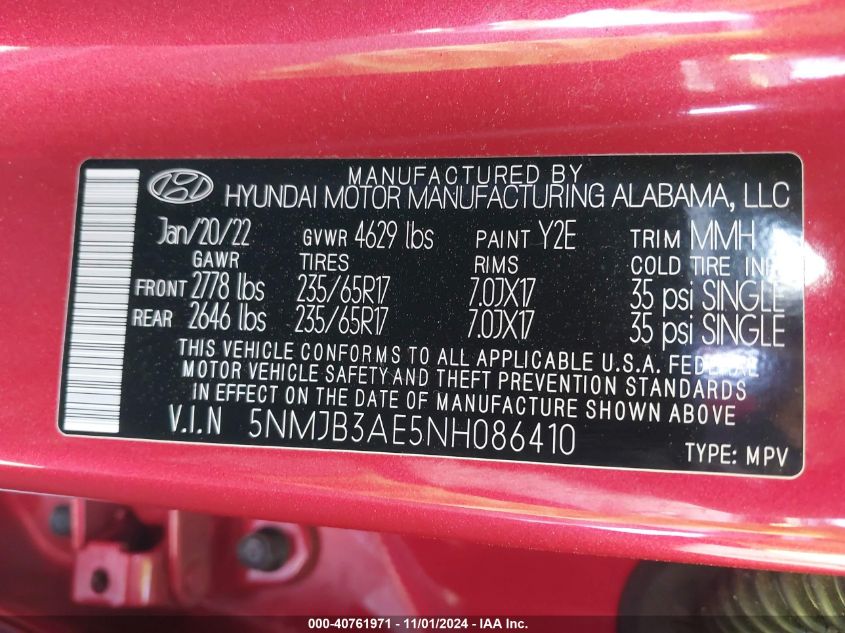 MANUFACTURED BY
HYUNDAI MOTOR MANUFACTURING ALABAMA, LLC
Jan/20/22 GVWR 4629 lbs PAINT Y2E TRIM MMH
GAWR TIRES RIMS COLD TIRE
FRONT 2778 lbs 235/65R17 7.0JX17 35 psi SINGLE
REAR 2646 lbs 235/65R17 7.0JX17 35 psi SINGLE
THIS VEHICLE CONFORMS TO ALL APPLICABLE U.S.A. FEDERAL
MOTOR VEHICLE SAFETY AND THEFT PREVENTION STANDARDS
IN EFFECT ON THE DATE OF MANUFACTURE SHOWN ABOVE
V.I.N 5NMJB3AE5NH086410
TYPE: MPV
000-40761971 - 11/01/2024 - IAA Inc.